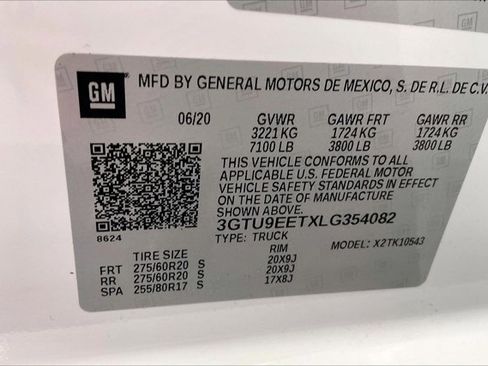 GM
MFD BY GENERAL MOTORS DE MEXICO, S. DE R.L. DE C.V.
06/20 GVWR GAWR FRT GAWR RR
3221 KG 1724 KG 1724 KG
7100 LB 3800 LB 3800 LB
THIS VEHICLE CONFORMS TO ALL
APPLICABLE U.S. FEDERAL MOTOR
VEHICLE SAFETY STANDARDS IN EFFECT
ON THE DATE OF MANUFACTURE
SHOWN ABOVE.
3GTU9EETXLG354082
8624 TYPE: TRUCK MODEL: X2TK10543
TIRE SIZE RIM
FRT 275/60R20 S 20X9J
RR 275/60R20 S 20X9J
SPA 255/80R17 S 17X8J